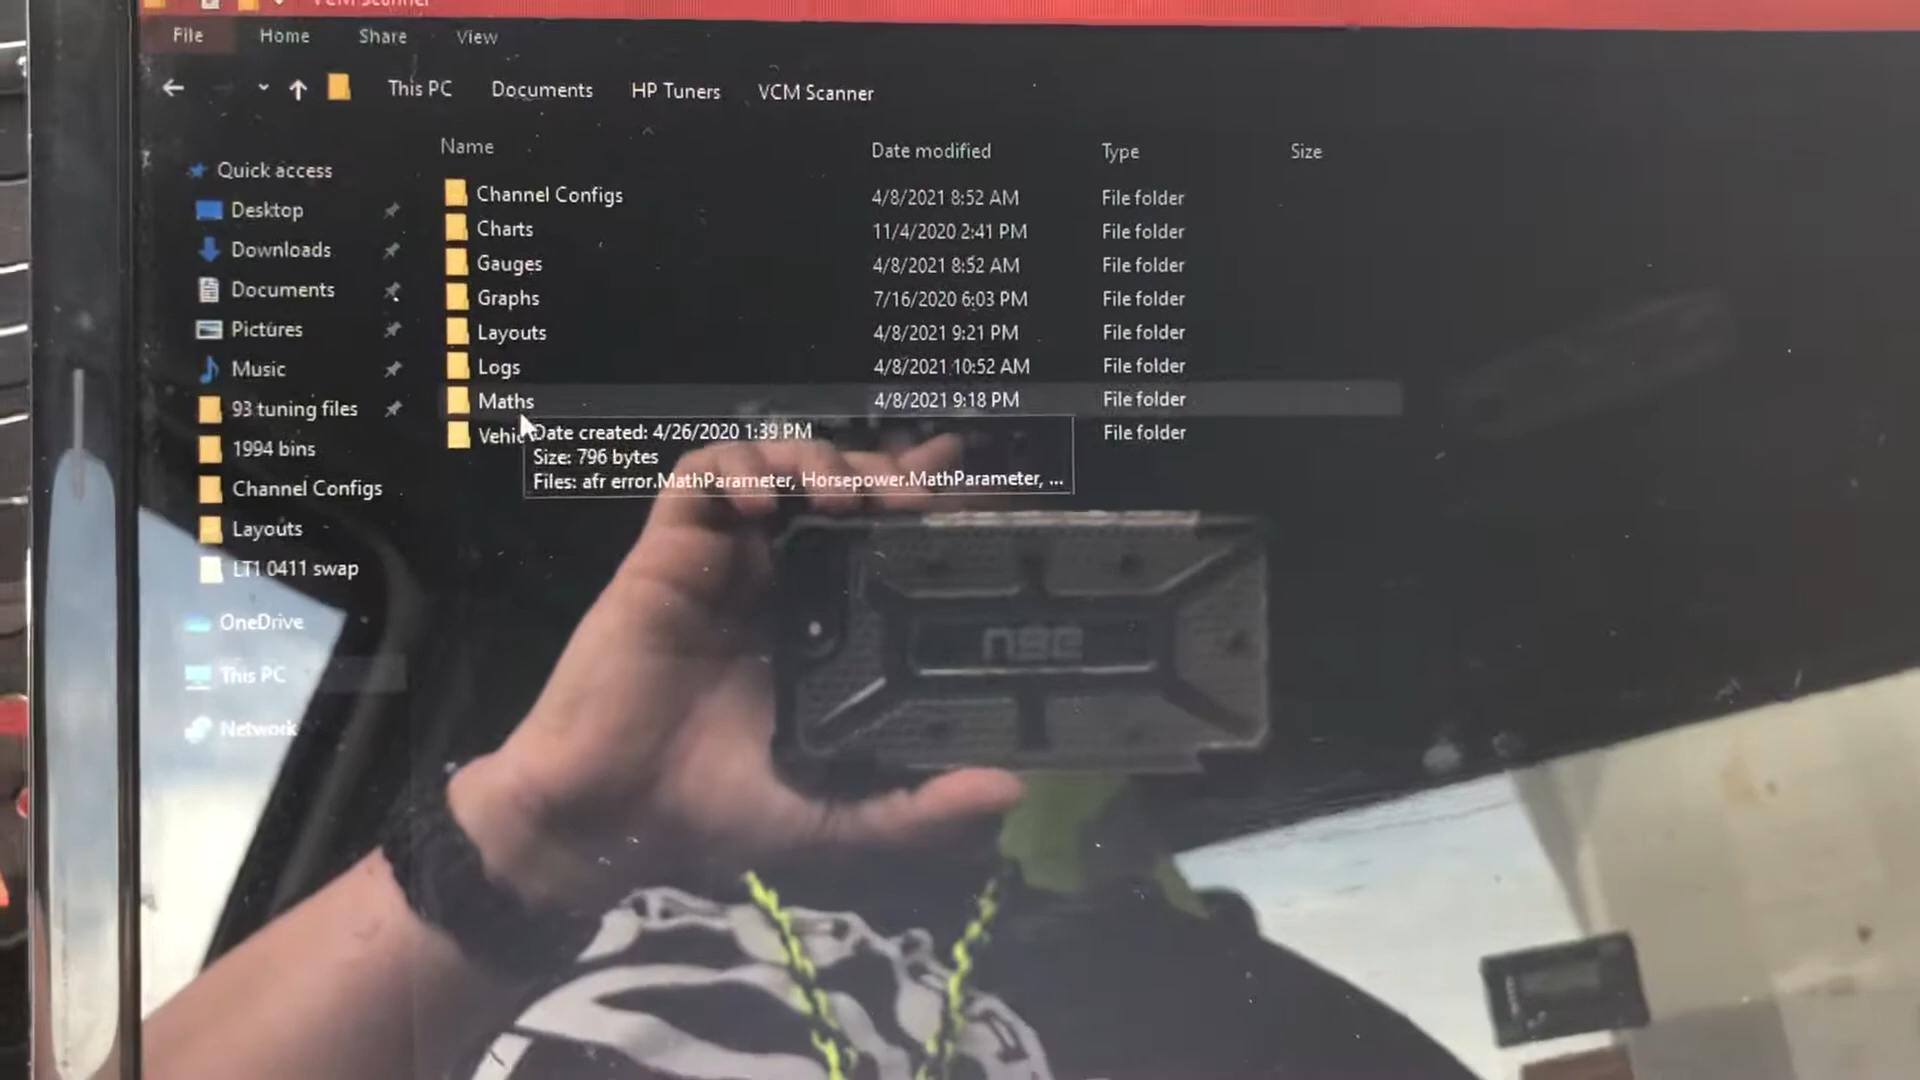 VCM Scanner
File Home Share View
This PC Documents HP Tuners VCM Scanner
Name Date modified Type Size
Quick access
Desktop
Downloads
Documents
Pictures
Music
93 tuning files
1994 bins
Channel Configs
Layouts
LT1 0411 swap
OneDrive
This PC
Network
Channel Configs 4/8/2021 8:52 AM File folder
Charts 11/4/2020 2:41 PM File folder
Gauges 4/8/2021 8:52 AM File folder
Graphs 7/16/2020 6:03 PM File folder
Layouts 4/8/2021 9:21 PM File folder
Logs 4/8/2021 10:52 AM File folder
Maths 4/8/2021 9:18 PM File folder
File folder
Date created: 4/26/2020 1:39 PM
Size: 796 bytes
Files: afr error.MathParameter, Horsepower.MathParameter, ...